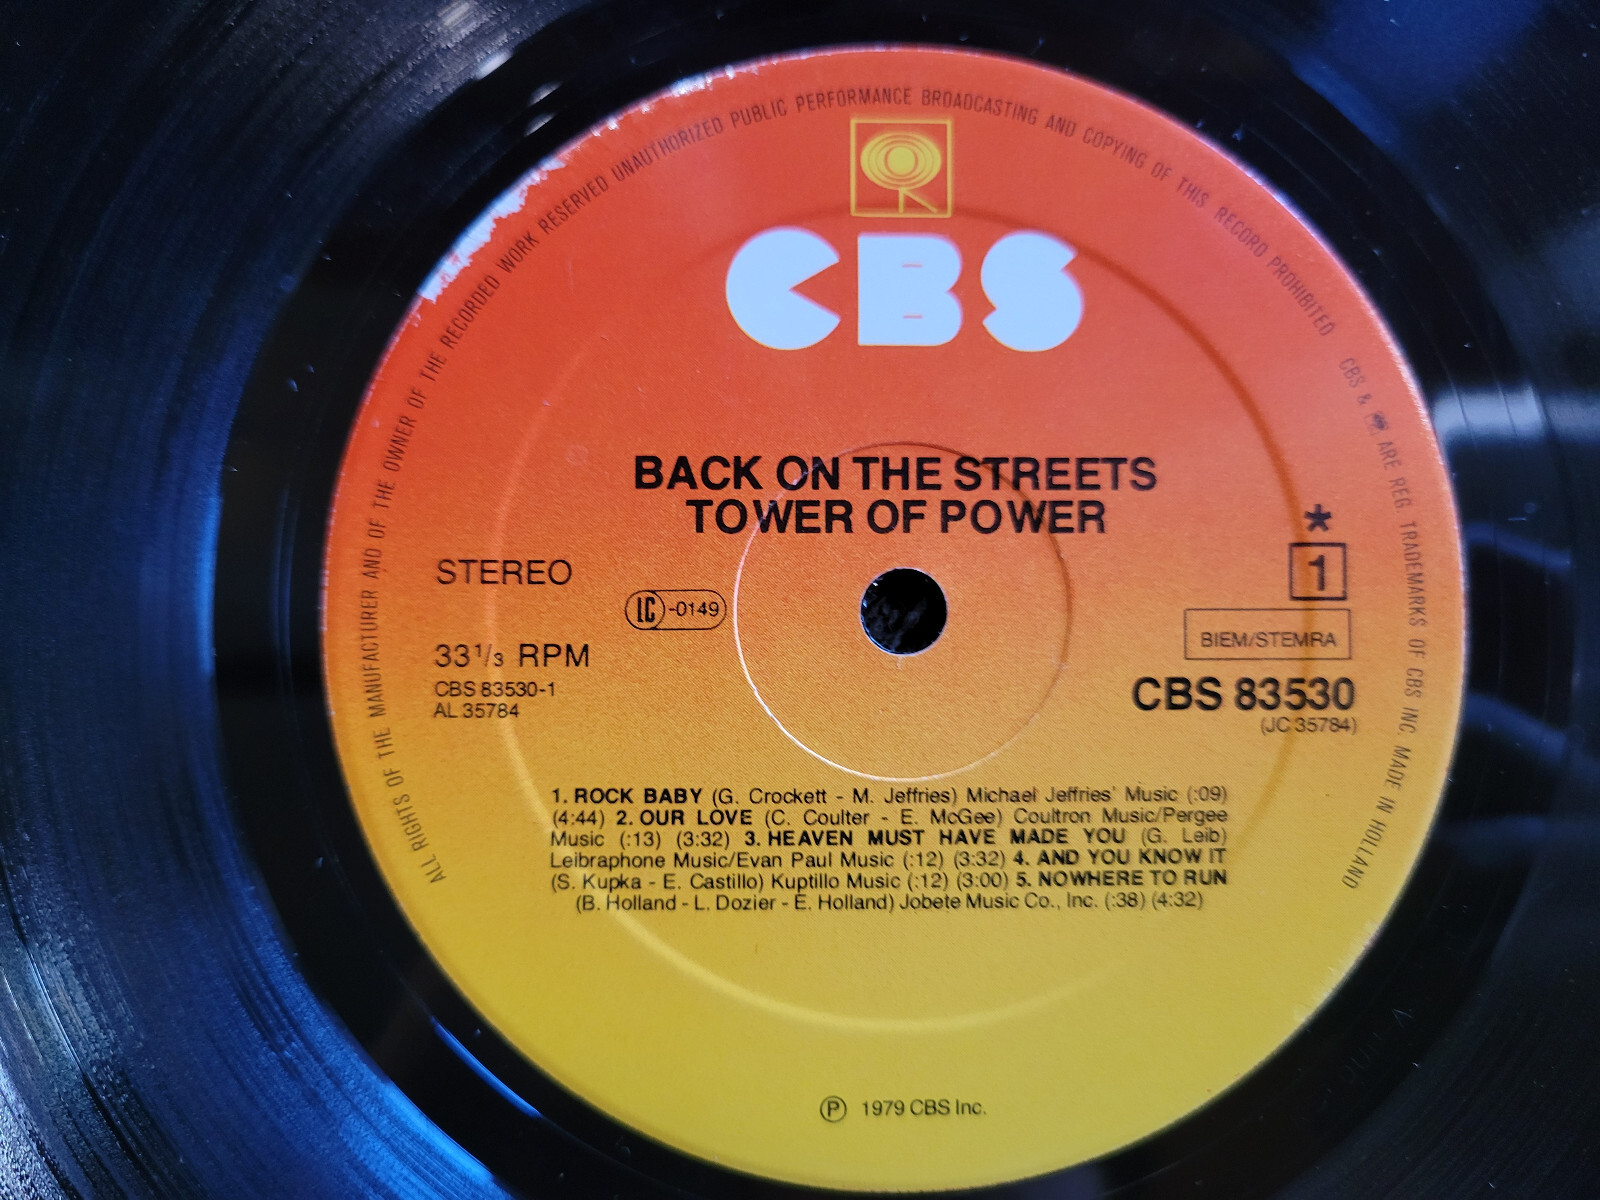 ALL RIGHTS OF THE MANUFACTURER AND OF THE OWNER OF THE RECORDED WORK RESERVED UNAUTHORIZED PUBLIC PERFORMANCE BROADCASTING AND COPYING OF THIS RECORD PROHIBITED CBS & ARE REG. TRADEMARKS OF CBS INC. MADE IN HOLLAND
CBS
BACK ON THE STREETS
TOWER OF POWER
*
STEREO
1
LC -0149
BIEM/STEMRA
33 1/3 RPM
CBS 83530-1
AL 35784
CBS 83530
(JC 35784)
1. ROCK BABY (G. Crockett - M. Jeffries) Michael Jeffries' Music (:09)
(4:44) 2. OUR LOVE (C. Coulter - E. McGee) Coultron Music/Pergee
Music (:13) (3:32) 3. HEAVEN MUST HAVE MADE YOU (G. Leib)
Leibraphone Music/Evan Paul Music (:12) (3:32) 4. AND YOU KNOW IT
(S. Kupka - E. Castillo) Kuptillo Music (:12) (3:00) 5. NOWHERE TO RUN
(B. Holland - L. Dozier - E. Holland) Jobete Music Co., Inc. (:38) (4:32)
Ⓟ 1979 CBS Inc.